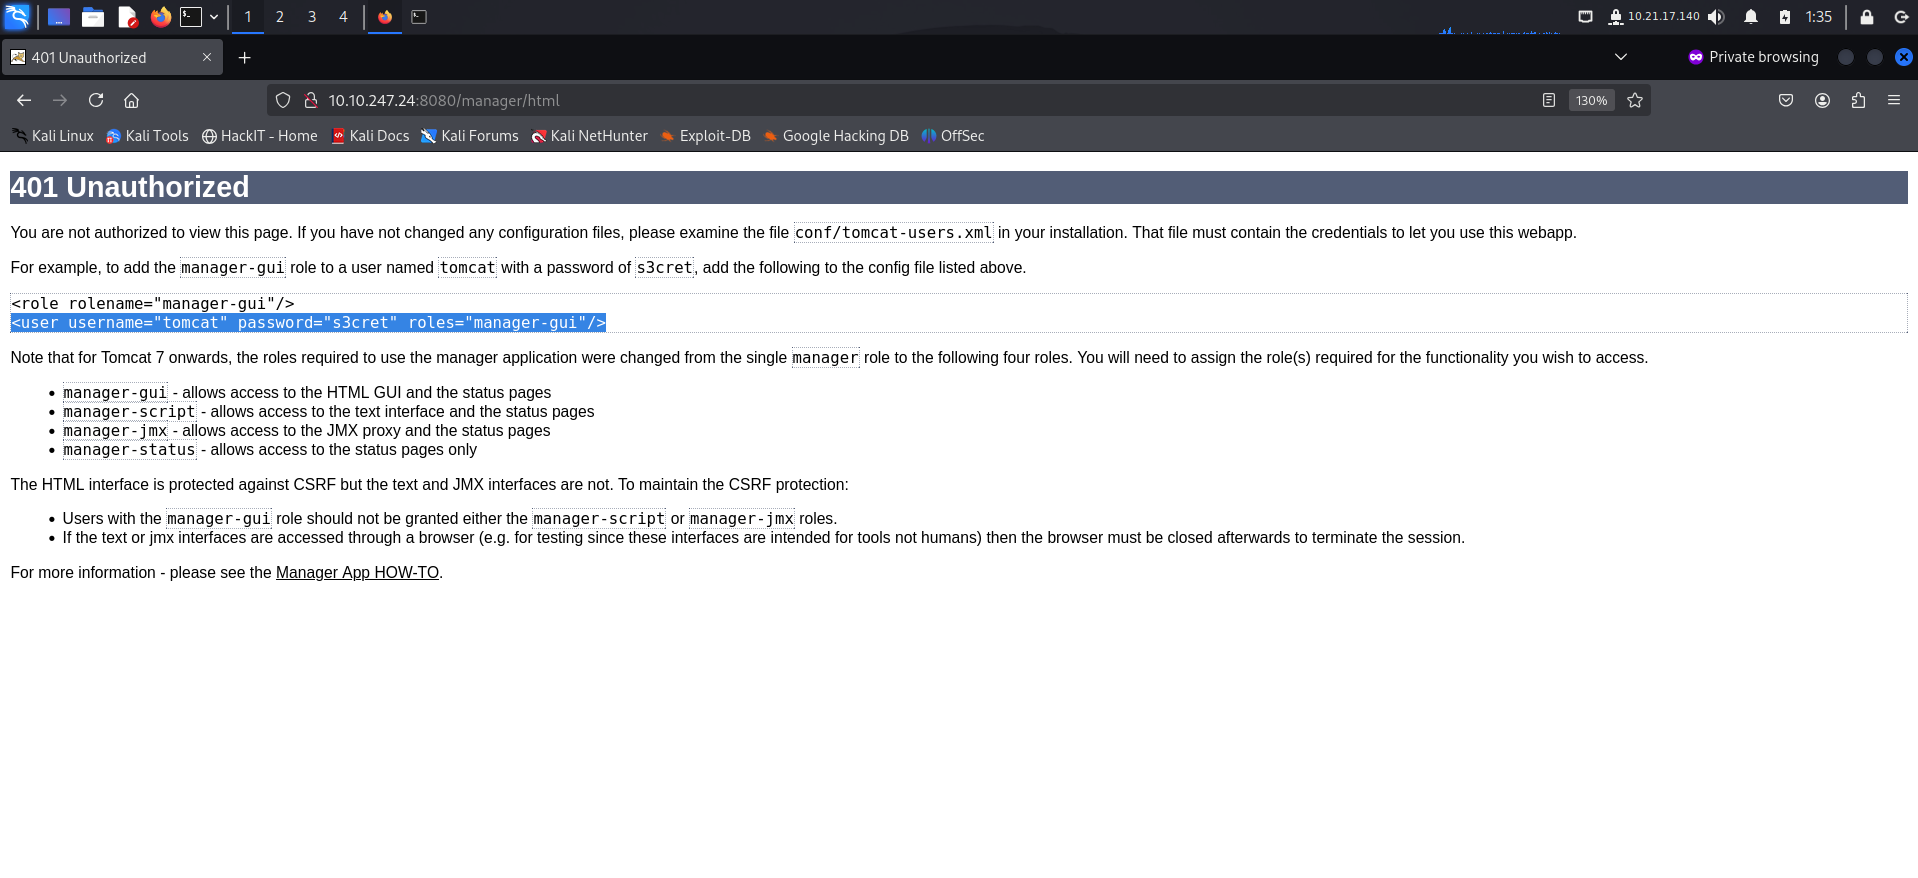 1 2 3 4 10.21.17.140 1:35
401 Unauthorized Private browsing
10.10.247.24:8080/manager/html 130%
Kali Linux Kali Tools HackIT - Home Kali Docs Kali Forums Kali NetHunter Exploit-DB Google Hacking DB OffSec
401 Unauthorized
You are not authorized to view this page. If you have not changed any configuration files, please examine the file conf/tomcat-users.xml in your installation. That file must contain the credentials to let you use this webapp.
For example, to add the manager-gui role to a user named tomcat with a password of s3cret, add the following to the config file listed above.
<role rolename="manager-gui"/>
<user username="tomcat" password="s3cret" roles="manager-gui"/>
Note that for Tomcat 7 onwards, the roles required to use the manager application were changed from the single manager role to the following four roles. You will need to assign the role(s) required for the functionality you wish to access.
• manager-gui - allows access to the HTML GUI and the status pages
• manager-script - allows access to the text interface and the status pages
• manager-jmx - allows access to the JMX proxy and the status pages
• manager-status - allows access to the status pages only
The HTML interface is protected against CSRF but the text and JMX interfaces are not. To maintain the CSRF protection:
• Users with the manager-gui role should not be granted either the manager-script or manager-jmx roles.
• If the text or jmx interfaces are accessed through a browser (e.g. for testing since these interfaces are intended for tools not humans) then the browser must be closed afterwards to terminate the session.
For more information - please see the Manager App HOW-TO.